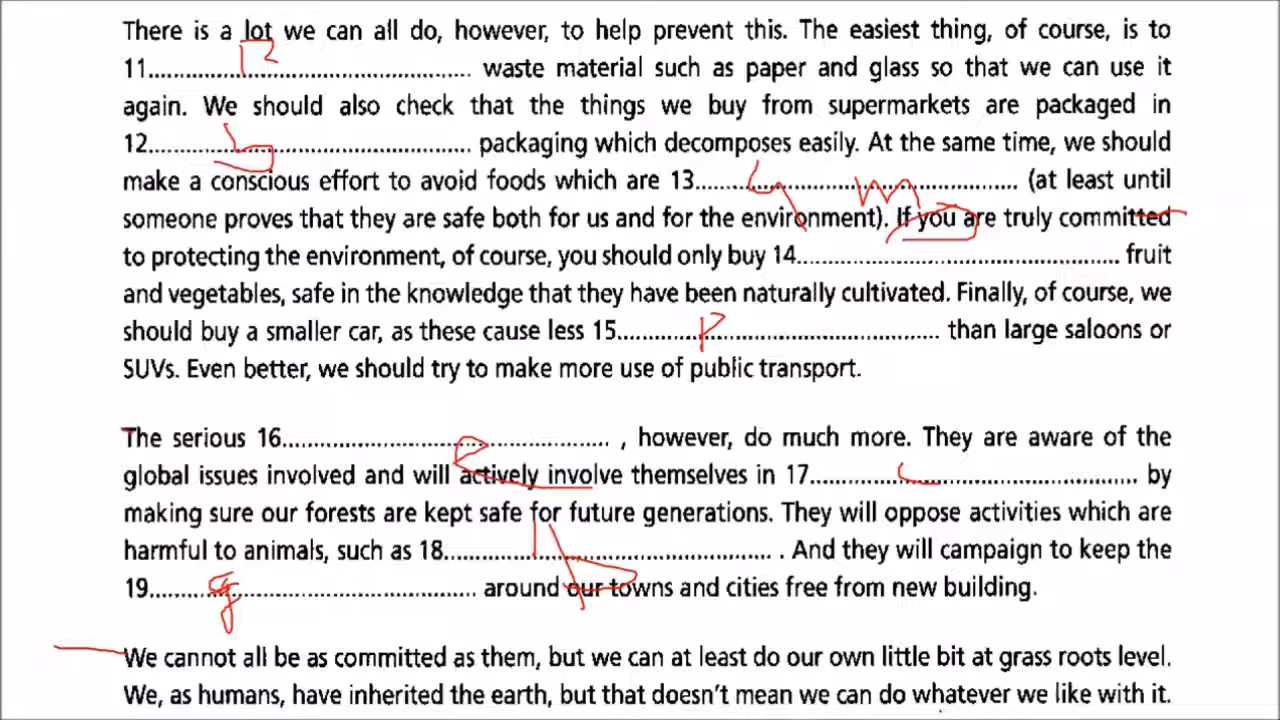 There is a lot we can all do, however, to help prevent this. The easiest thing, of course, is to
11............................................. waste material such as paper and glass so that we can use it
again. We should also check that the things we buy from supermarkets are packaged in
12............................................. packaging which decomposes easily. At the same time, we should
make a conscious effort to avoid foods which are 13............................................. (at least until
someone proves that they are safe both for us and for the environment). If you are truly committed
to protecting the environment, of course, you should only buy 14............................................. fruit
and vegetables, safe in the knowledge that they have been naturally cultivated. Finally, of course, we
should buy a smaller car, as these cause less 15............................................. than large saloons or
SUVs. Even better, we should try to make more use of public transport.
The serious 16............................................. , however, do much more. They are aware of the
global issues involved and will actively involve themselves in 17............................................. by
making sure our forests are kept safe for future generations. They will oppose activities which are
harmful to animals, such as 18............................................. . And they will campaign to keep the
19............................................. around our towns and cities free from new building.
We cannot all be as committed as them, but we can at least do our own little bit at grass roots level.
We, as humans, have inherited the earth, but that doesn't mean we can do whatever we like with it.